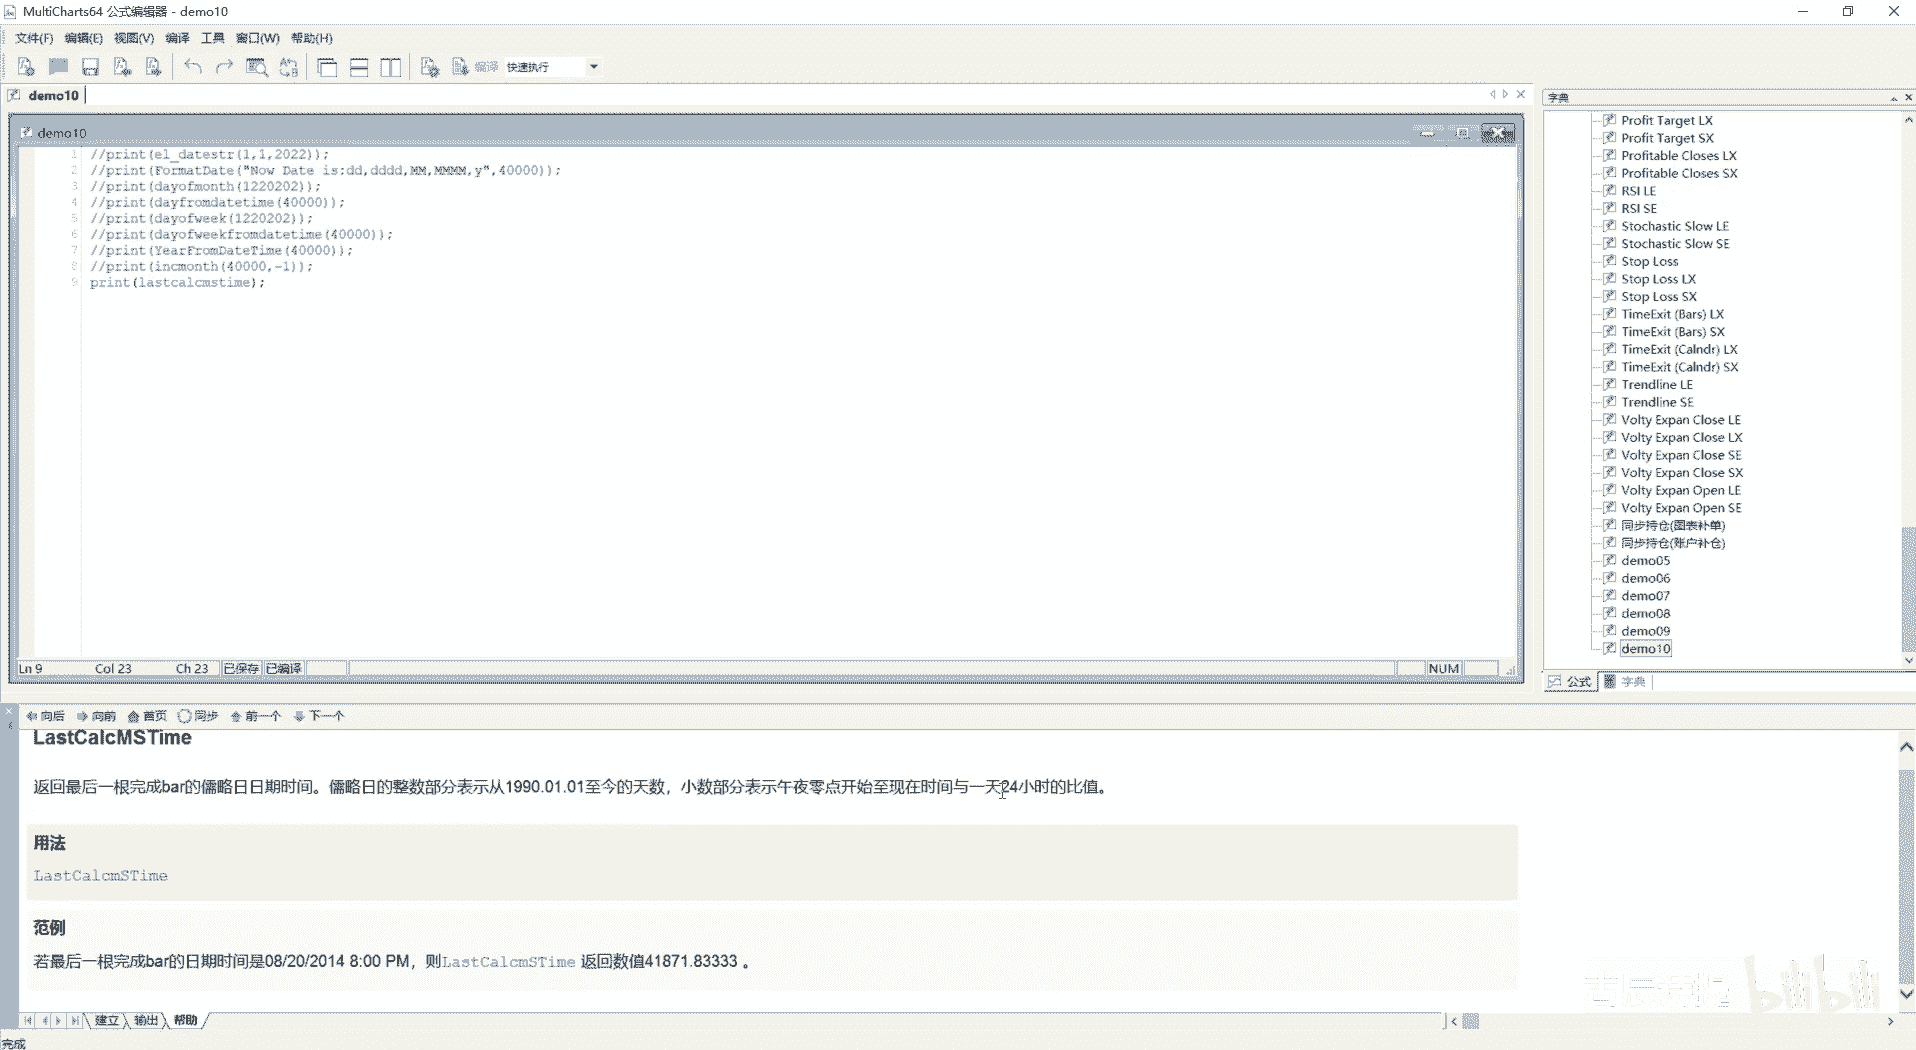 MultiCharts64 公式编辑器 - demo10
文件(F) 编辑(E) 视图(V) 编译 工具 窗口(W) 帮助(H)
编译 快速执行
demo10
字典
demo10
1 //print(el_datestr(1,1,2022));
2 //print(FormatDate("Now Date is:dd,dddd,MM,MMMM,y",40000));
3 //print(dayofmonth(1220202));
4 //print(dayfromdatetime(40000));
5 //print(dayofweek(1220202));
6 //print(dayofweekfromdatetime(40000));
7 //print(YearFromDateTime(40000));
8 //print(incmonth(40000,-1));
9 print(lastcalcmstime);
Ln 9 Col 23 Ch 23 已保存 已编译 NUM
Profit Target LX
Profit Target SX
Profitable Closes LX
Profitable Closes SX
RSI LE
RSI SE
Stochastic Slow LE
Stochastic Slow SE
Stop Loss
Stop Loss LX
Stop Loss SX
TimeExit (Bars) LX
TimeExit (Bars) SX
TimeExit (Calndr) LX
TimeExit (Calndr) SX
Trendline LE
Trendline SE
Volty Expan Close LE
Volty Expan Close LX
Volty Expan Close SE
Volty Expan Close SX
Volty Expan Open LE
Volty Expan Open SE
同步持仓(图表补单)
同步持仓(账户补仓)
demo05
demo06
demo07
demo08
demo09
demo10
公式 字典
向后 向前 首页 同步 前一个 下一个
LastCalcMSTime
返回最后一根完成bar的儒略日日期时间。儒略日的整数部分表示从1990.01.01至今的天数，小数部分表示午夜零点开始至现在时间与一天24小时的比值。
用法
LastCalcmSTime
范例
若最后一根完成bar的日期时间是08/20/2014 8:00 PM，则LastCalcmSTime 返回数值41871.83333 。
bilibili
建立 输出 帮助
完成